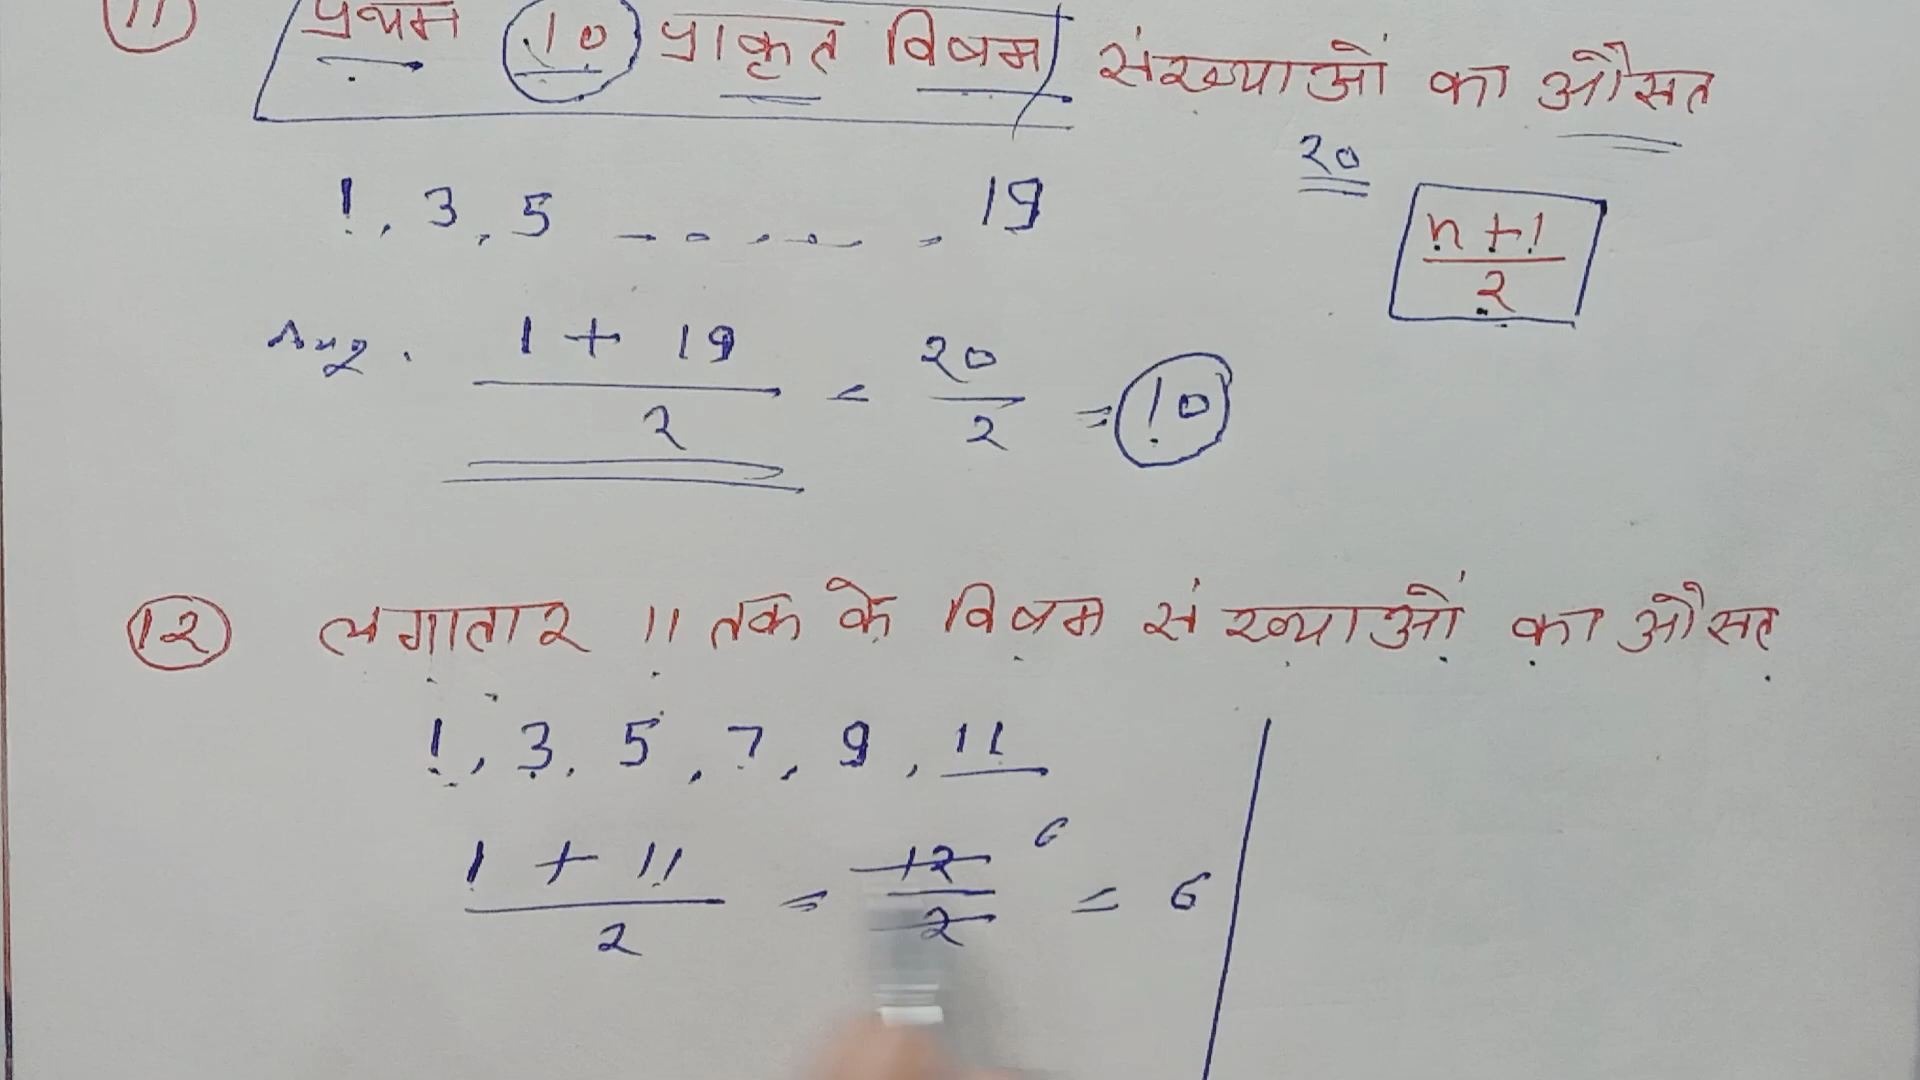 11 प्रथम 10 प्राकृत विषम संख्याओं का औसत
20
1, 3, 5 - - - - - , 19
n+1
2
Avg. 1 + 19 = 20 = 10
2 2
12 लगातार 11 तक के विषम संख्याओं का औसत
1, 3, 5, 7, 9, 11
6
1 + 11 = 12 = 6
2 2